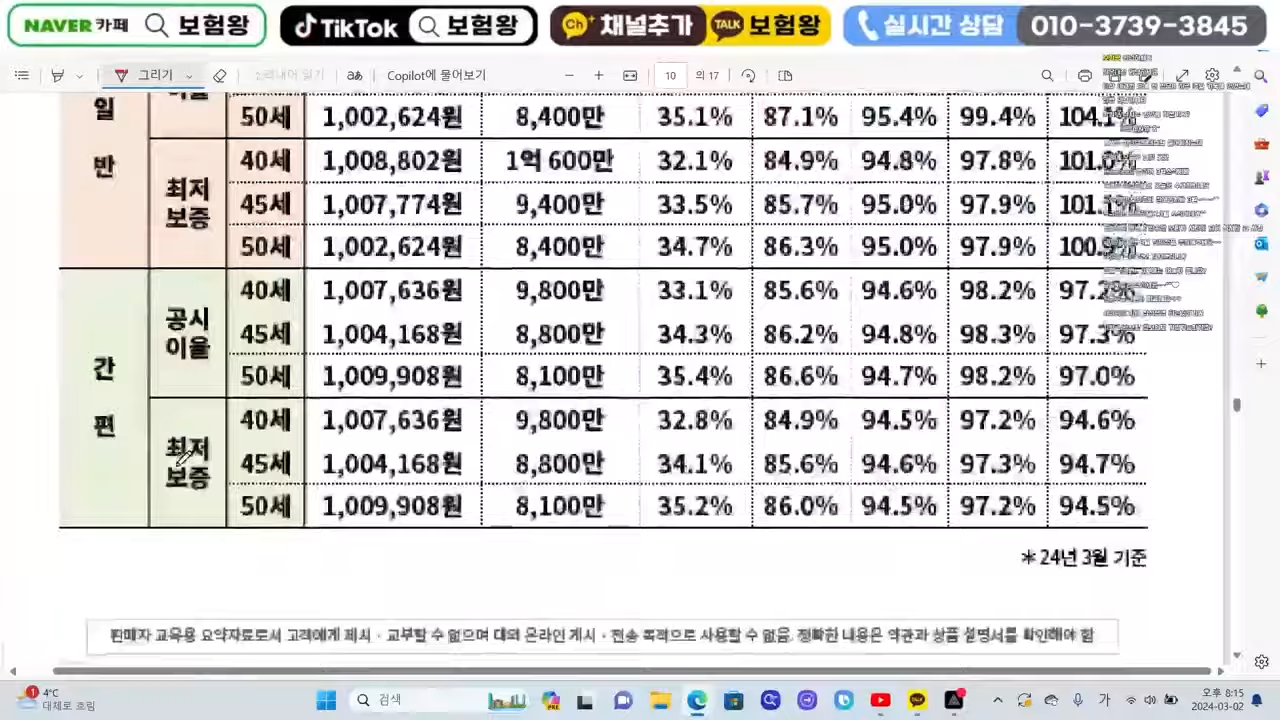 NAVER 카페 보험왕 TikTok 보험왕 Ch+ 채널추가 TALK 보험왕 실시간 상담 010-3739-3845
그리기 Copilot에 물어보기 10 의 17
50세 1,002,624원 8,400만 35.1% 87.1% 95.4% 99.4%
일반
40세 1,008,802원 1억 600만 32.1% 84.9% 94.8% 97.8%
최저보증 45세 1,007,774원 9,400만 33.5% 85.7% 95.0% 97.9%
50세 1,002,624원 8,400만 34.7% 86.3% 95.0% 97.9%
40세 1,007,636원 9,800만 33.1% 85.6% 94.6% 98.2%
공시이율 45세 1,004,168원 8,800만 34.3% 86.2% 94.8% 98.3% 97.3%
간편
50세 1,009,908원 8,100만 35.4% 86.6% 94.7% 98.2% 97.0%
40세 1,007,636원 9,800만 32.8% 84.9% 94.5% 97.2% 94.6%
최저보증 45세 1,004,168원 8,800만 34.1% 85.6% 94.6% 97.3% 94.7%
50세 1,009,908원 8,100만 35.2% 86.0% 94.5% 97.2% 94.5%
*24년 3월 기준
판매자 교육용 요약자료로서 고객에게 제시·교부할 수 없으며 대외 온라인 게시·전송 목적으로 사용할 수 없음. 정확한 내용은 약관과 상품 설명서를 확인해야 함
1 4°C 검색 가 오후 8:15
대체로 흐림 2024-03-02